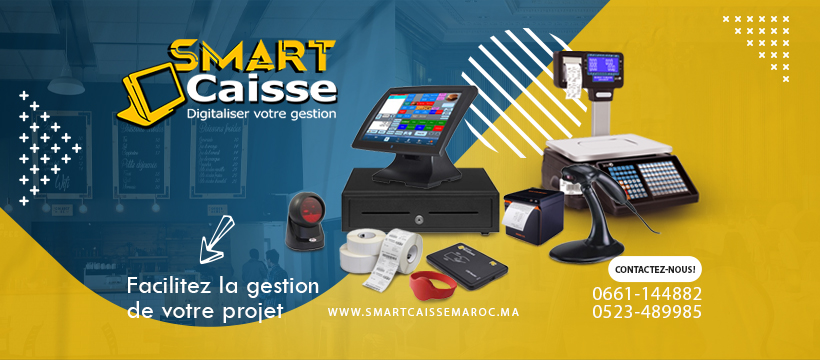 SMART
Caisse
Digitaliser votre gestion
Facilitez la gestion
de votre projet
WWW.SMARTCAISSEMAROC.MA
CONTACTEZ-NOUS!
0661-144882
0523-489985